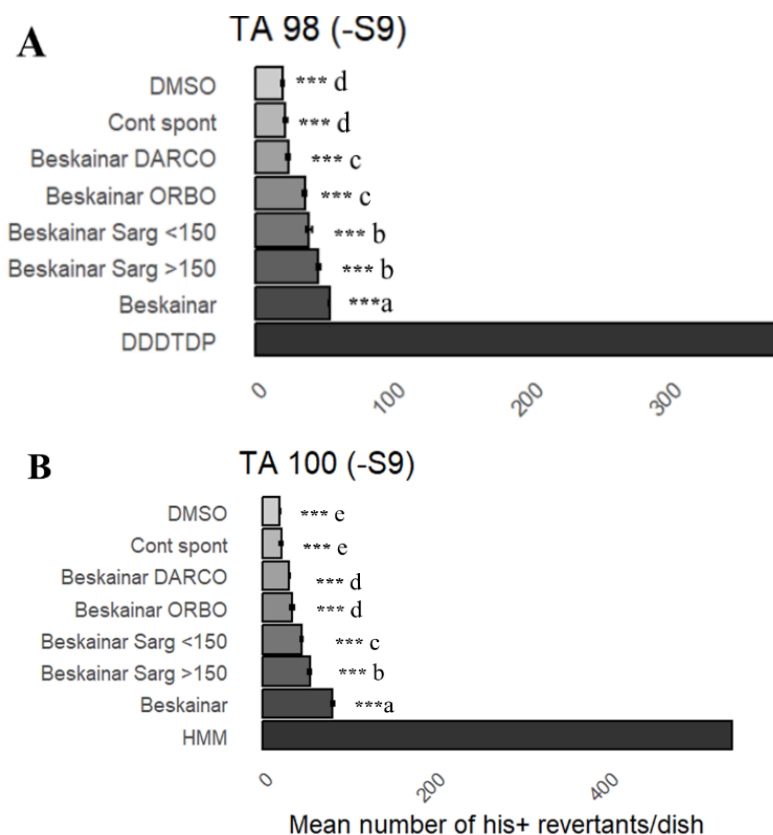 A
TA 98 (-S9)
DMSO *** d
Cont spont *** d
Beskainar DARCO *** c
Beskainar ORBO *** c
Beskainar Sarg <150 *** b
Beskainar Sarg >150 *** b
Beskainar ***a
DDDTDP
0 100 200 300
B
TA 100 (-S9)
DMSO *** e
Cont spont *** e
Beskainar DARCO *** d
Beskainar ORBO *** d
Beskainar Sarg <150 *** c
Beskainar Sarg >150 *** b
Beskainar ***a
HMM
0 200 400
Mean number of his+ revertants/dish